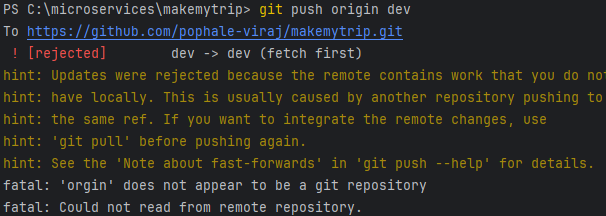 PS C:\microservices\makemytrip> git push origin dev
To https://github.com/pophale-viraj/makemytrip.git
 ! [rejected]        dev -> dev (fetch first)
hint: Updates were rejected because the remote contains work that you do not
hint: have locally. This is usually caused by another repository pushing to
hint: the same ref. If you want to integrate the remote changes, use
hint: 'git pull' before pushing again.
hint: See the 'Note about fast-forwards' in 'git push --help' for details.
fatal: 'orgin' does not appear to be a git repository
fatal: Could not read from remote repository.